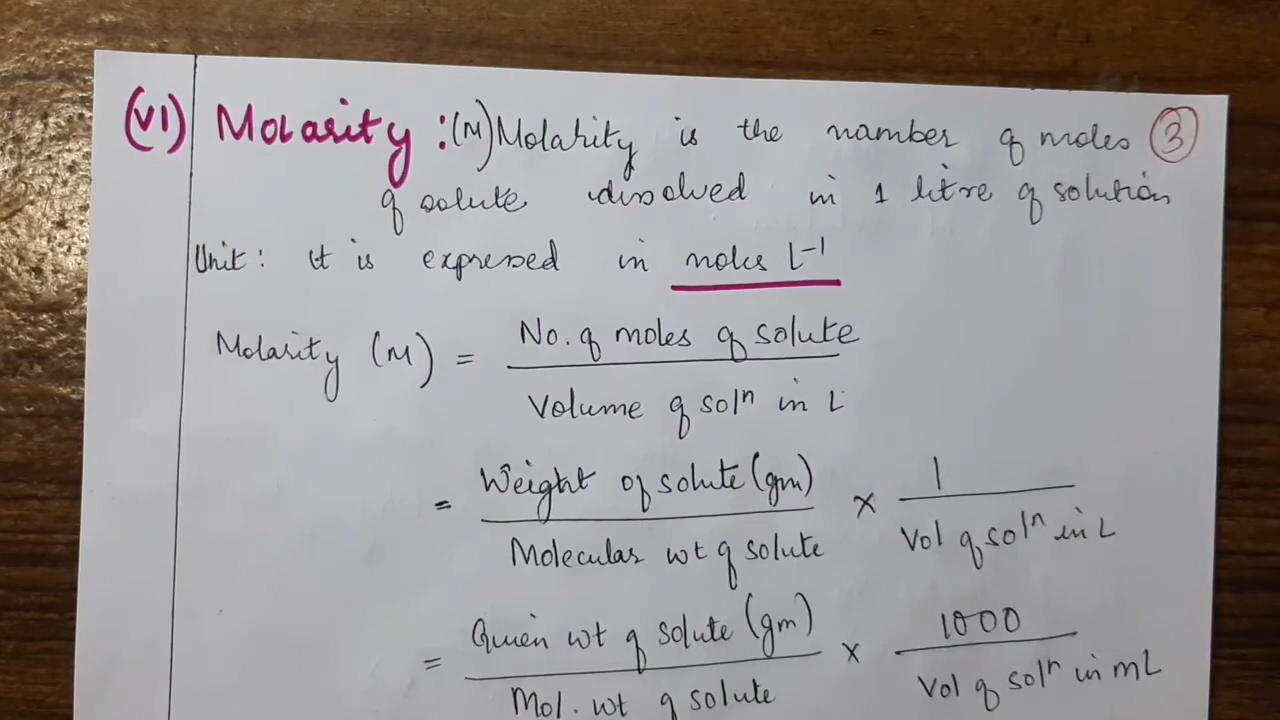 (VI) Molarity : (M) Molarity is the number of moles 3
of solute dissolved in 1 litre of solution
Unit : It is expressed in moles L⁻¹
Molarity (M) = No. of moles of solute
Volume of solⁿ in L
= Weight of solute (gm) × 1
Molecular wt of solute Vol of solⁿ in L
= Given wt of solute (gm) × 1000
Mol. wt of solute Vol of solⁿ in mL